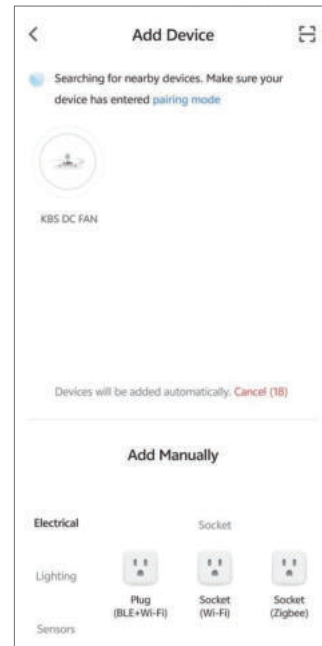 Add Device
Searching for nearby devices. Make sure your
device has entered pairing mode
KBS DC FAN
Devices will be added automatically. Cancel (18)
Add Manually
Electrical
Socket
Lighting
Plug
(BLE+Wi-Fi)
Socket
(Wi-Fi)
Socket
(Zigbee)
Sensors